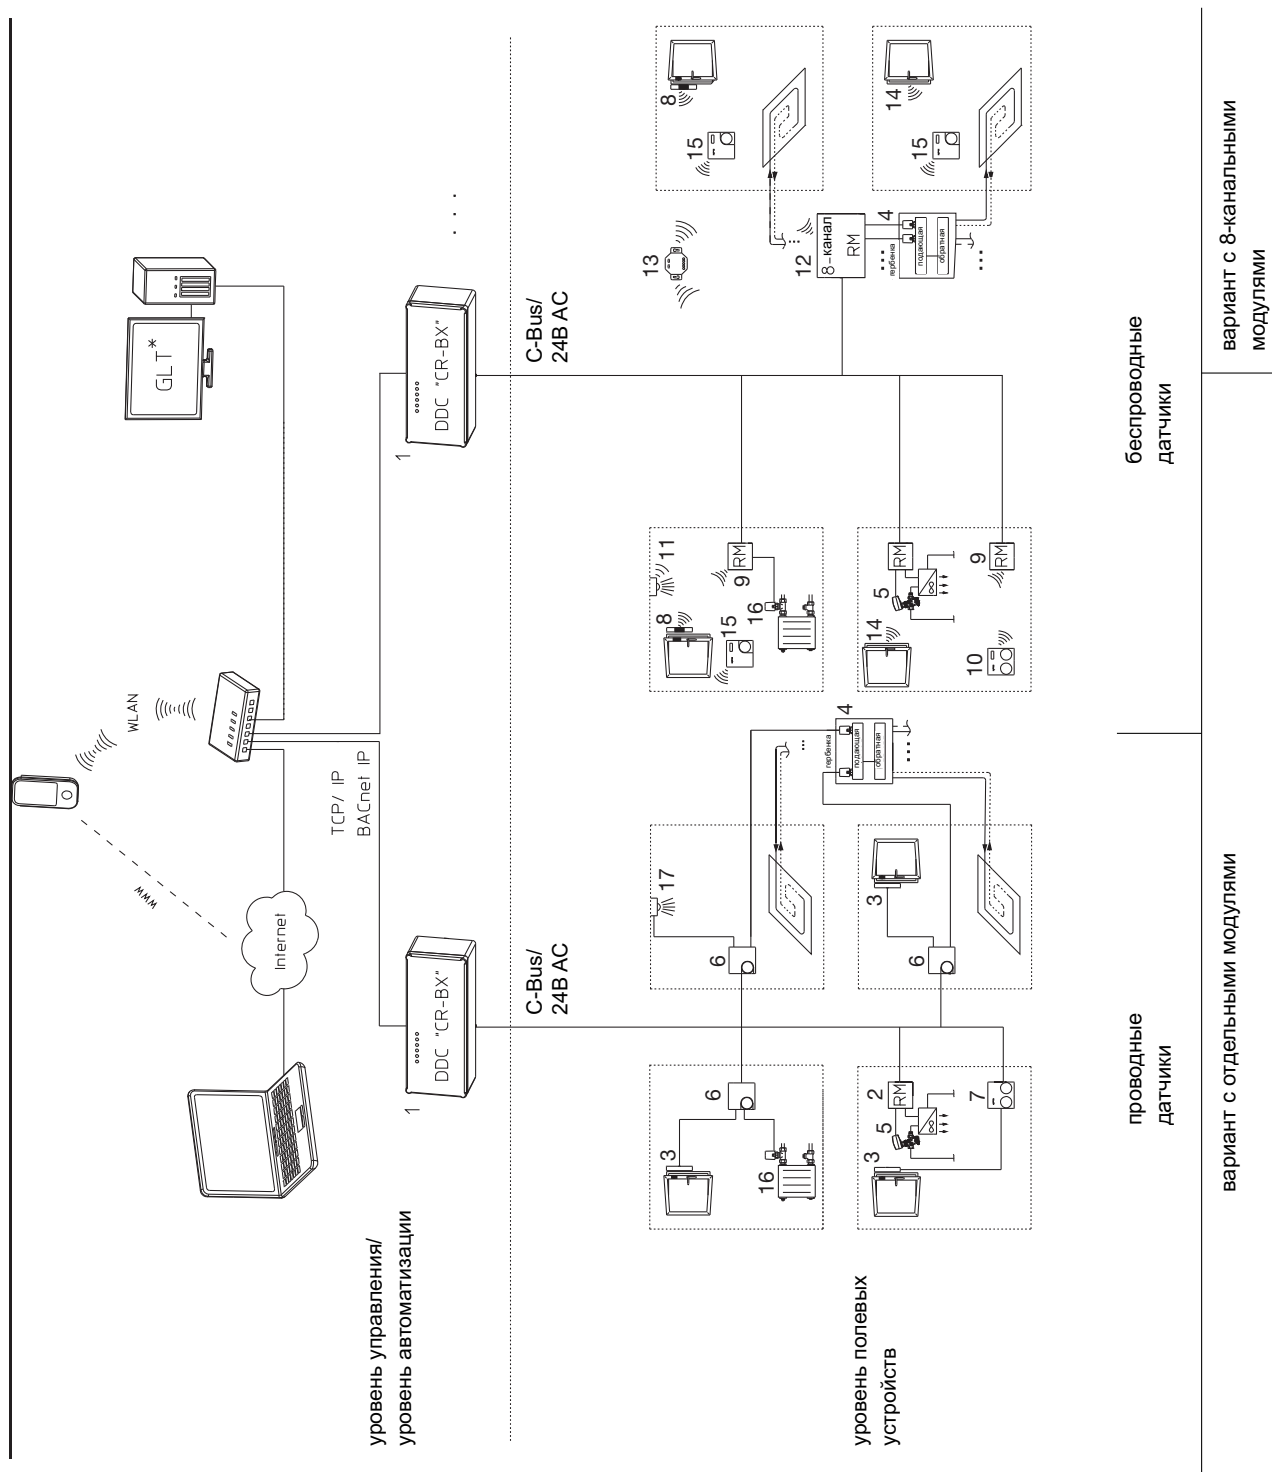 WLAN
WWW
Internet
GLT*
TCP/ IP
BACnet IP
1
DDC "CR-BX"
1
DDC "CR-BX"
. . .
уровень управления/
уровень автоматизации
C-Bus/
24В AC
C-Bus/
24В AC
уровень полевых
устройств
3
16
6
17
6
3
5
2
RM
7
3
6
гербенка
4
подающая
обратная
...
...
8
15
11
9
RM
16
14
5
RM
10
9
RM
13
12
8-канал
RM
...
...
гербенка
4
подающая
обратная
...
8
15
14
15
проводные
датчики
беспроводные
датчики
вариант с отдельными модулями
вариант с 8-канальными
модулями